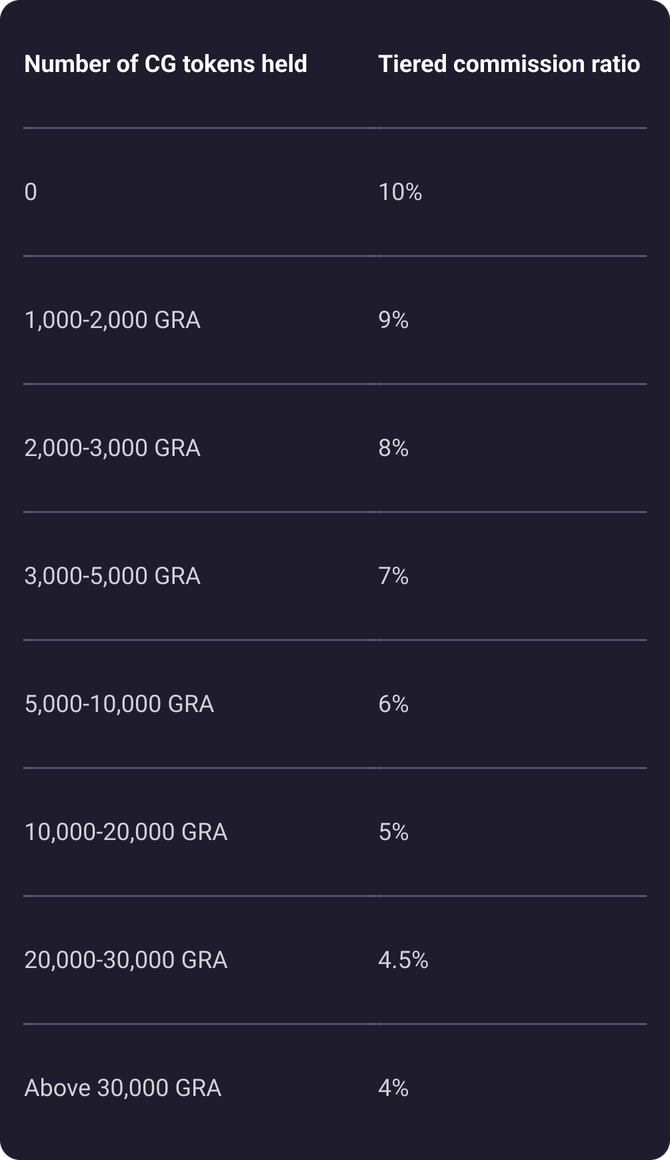 Number of CG tokens held Tiered commission ratio
0 10%
1,000-2,000 GRA 9%
2,000-3,000 GRA 8%
3,000-5,000 GRA 7%
5,000-10,000 GRA 6%
10,000-20,000 GRA 5%
20,000-30,000 GRA 4.5%
Above 30,000 GRA 4%